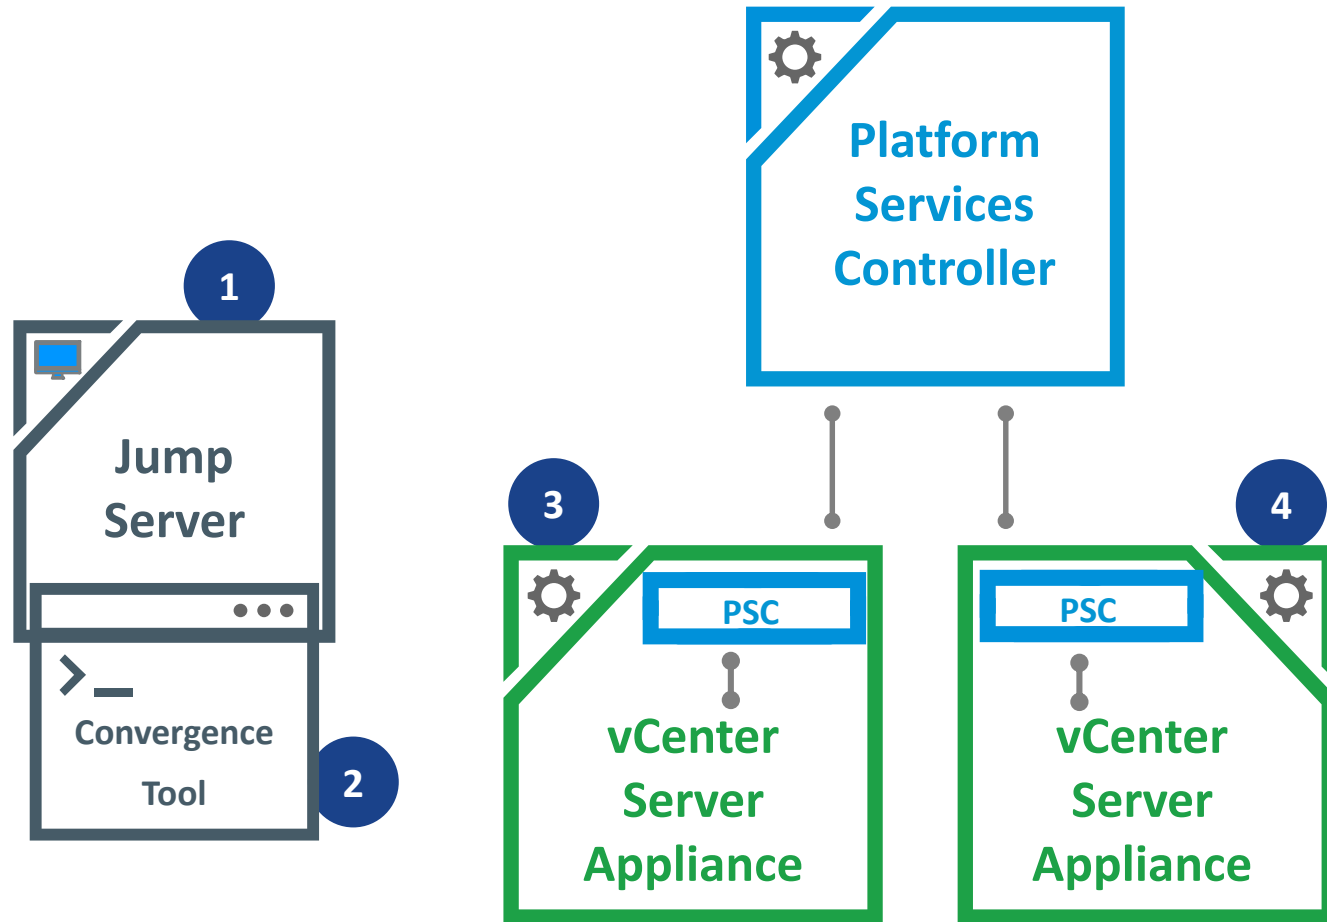 Platform
Services
Controller
1
Jump
Server
Convergence
Tool
2
3
PSC
vCenter
Server
Appliance
4
PSC
vCenter
Server
Appliance